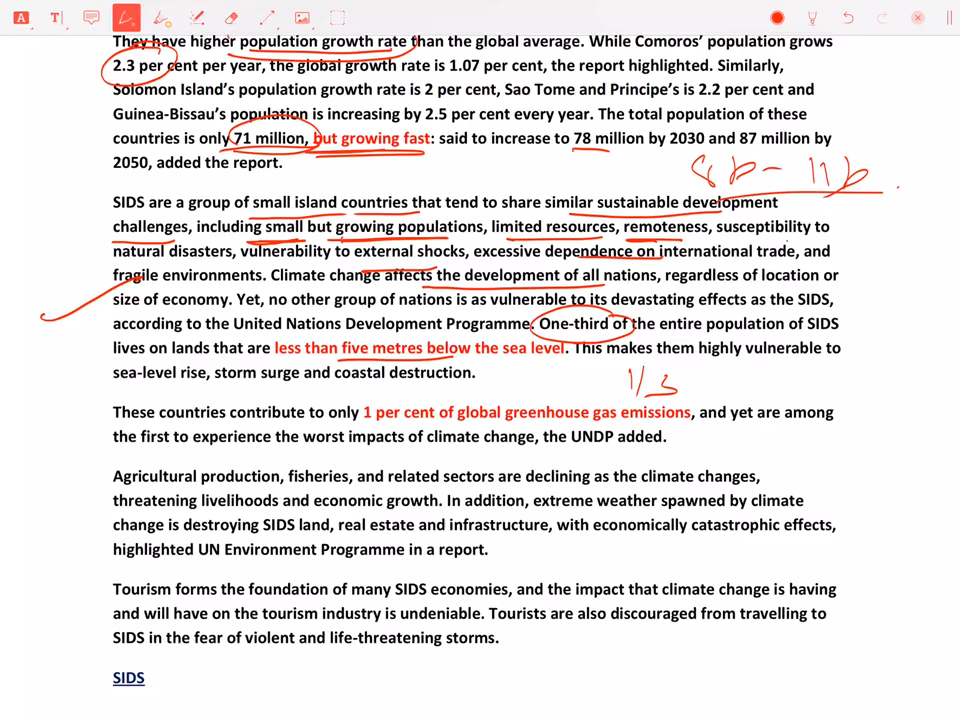 They have higher population growth rate than the global average. While Comoros' population grows
2.3 per cent per year, the global growth rate is 1.07 per cent, the report highlighted. Similarly,
Solomon Island's population growth rate is 2 per cent, Sao Tome and Principe's is 2.2 per cent and
Guinea-Bissau's population is increasing by 2.5 per cent every year. The total population of these
countries is only 71 million, but growing fast: said to increase to 78 million by 2030 and 87 million by
2050, added the report.
8b - 11b
SIDS are a group of small island countries that tend to share similar sustainable development
challenges, including small but growing populations, limited resources, remoteness, susceptibility to
natural disasters, vulnerability to external shocks, excessive dependence on international trade, and
fragile environments. Climate change affects the development of all nations, regardless of location or
size of economy. Yet, no other group of nations is as vulnerable to its devastating effects as the SIDS,
according to the United Nations Development Programme. One-third of the entire population of SIDS
lives on lands that are less than five metres below the sea level. This makes them highly vulnerable to
sea-level rise, storm surge and coastal destruction.
1/3
These countries contribute to only 1 per cent of global greenhouse gas emissions, and yet are among
the first to experience the worst impacts of climate change, the UNDP added.
Agricultural production, fisheries, and related sectors are declining as the climate changes,
threatening livelihoods and economic growth. In addition, extreme weather spawned by climate
change is destroying SIDS land, real estate and infrastructure, with economically catastrophic effects,
highlighted UN Environment Programme in a report.
Tourism forms the foundation of many SIDS economies, and the impact that climate change is having
and will have on the tourism industry is undeniable. Tourists are also discouraged from travelling to
SIDS in the fear of violent and life-threatening storms.
SIDS